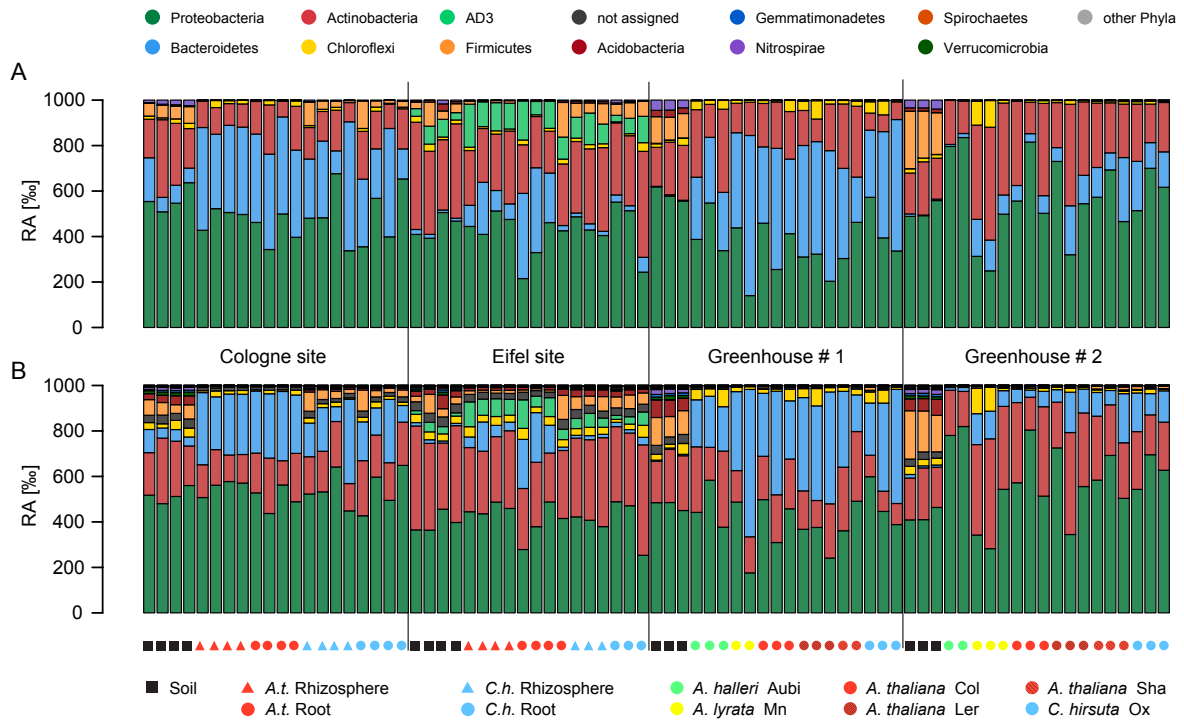 Proteobacteria Actinobacteria AD3 not assigned Gemmatimonadetes Spirochaetes other Phyla
Bacteroidetes Chloroflexi Firmicutes Acidobacteria Nitrospirae Verrucomicrobia
A
1000
800
600
400
200
0
RA [‰]
Cologne site Eifel site Greenhouse # 1 Greenhouse # 2
B
1000
800
600
400
200
0
RA [‰]
Soil A.t. Rhizosphere C.h. Rhizosphere A. halleri Aubi A. thaliana Col A. thaliana Sha
A.t. Root C.h. Root A. lyrata Mn A. thaliana Ler C. hirsuta Ox